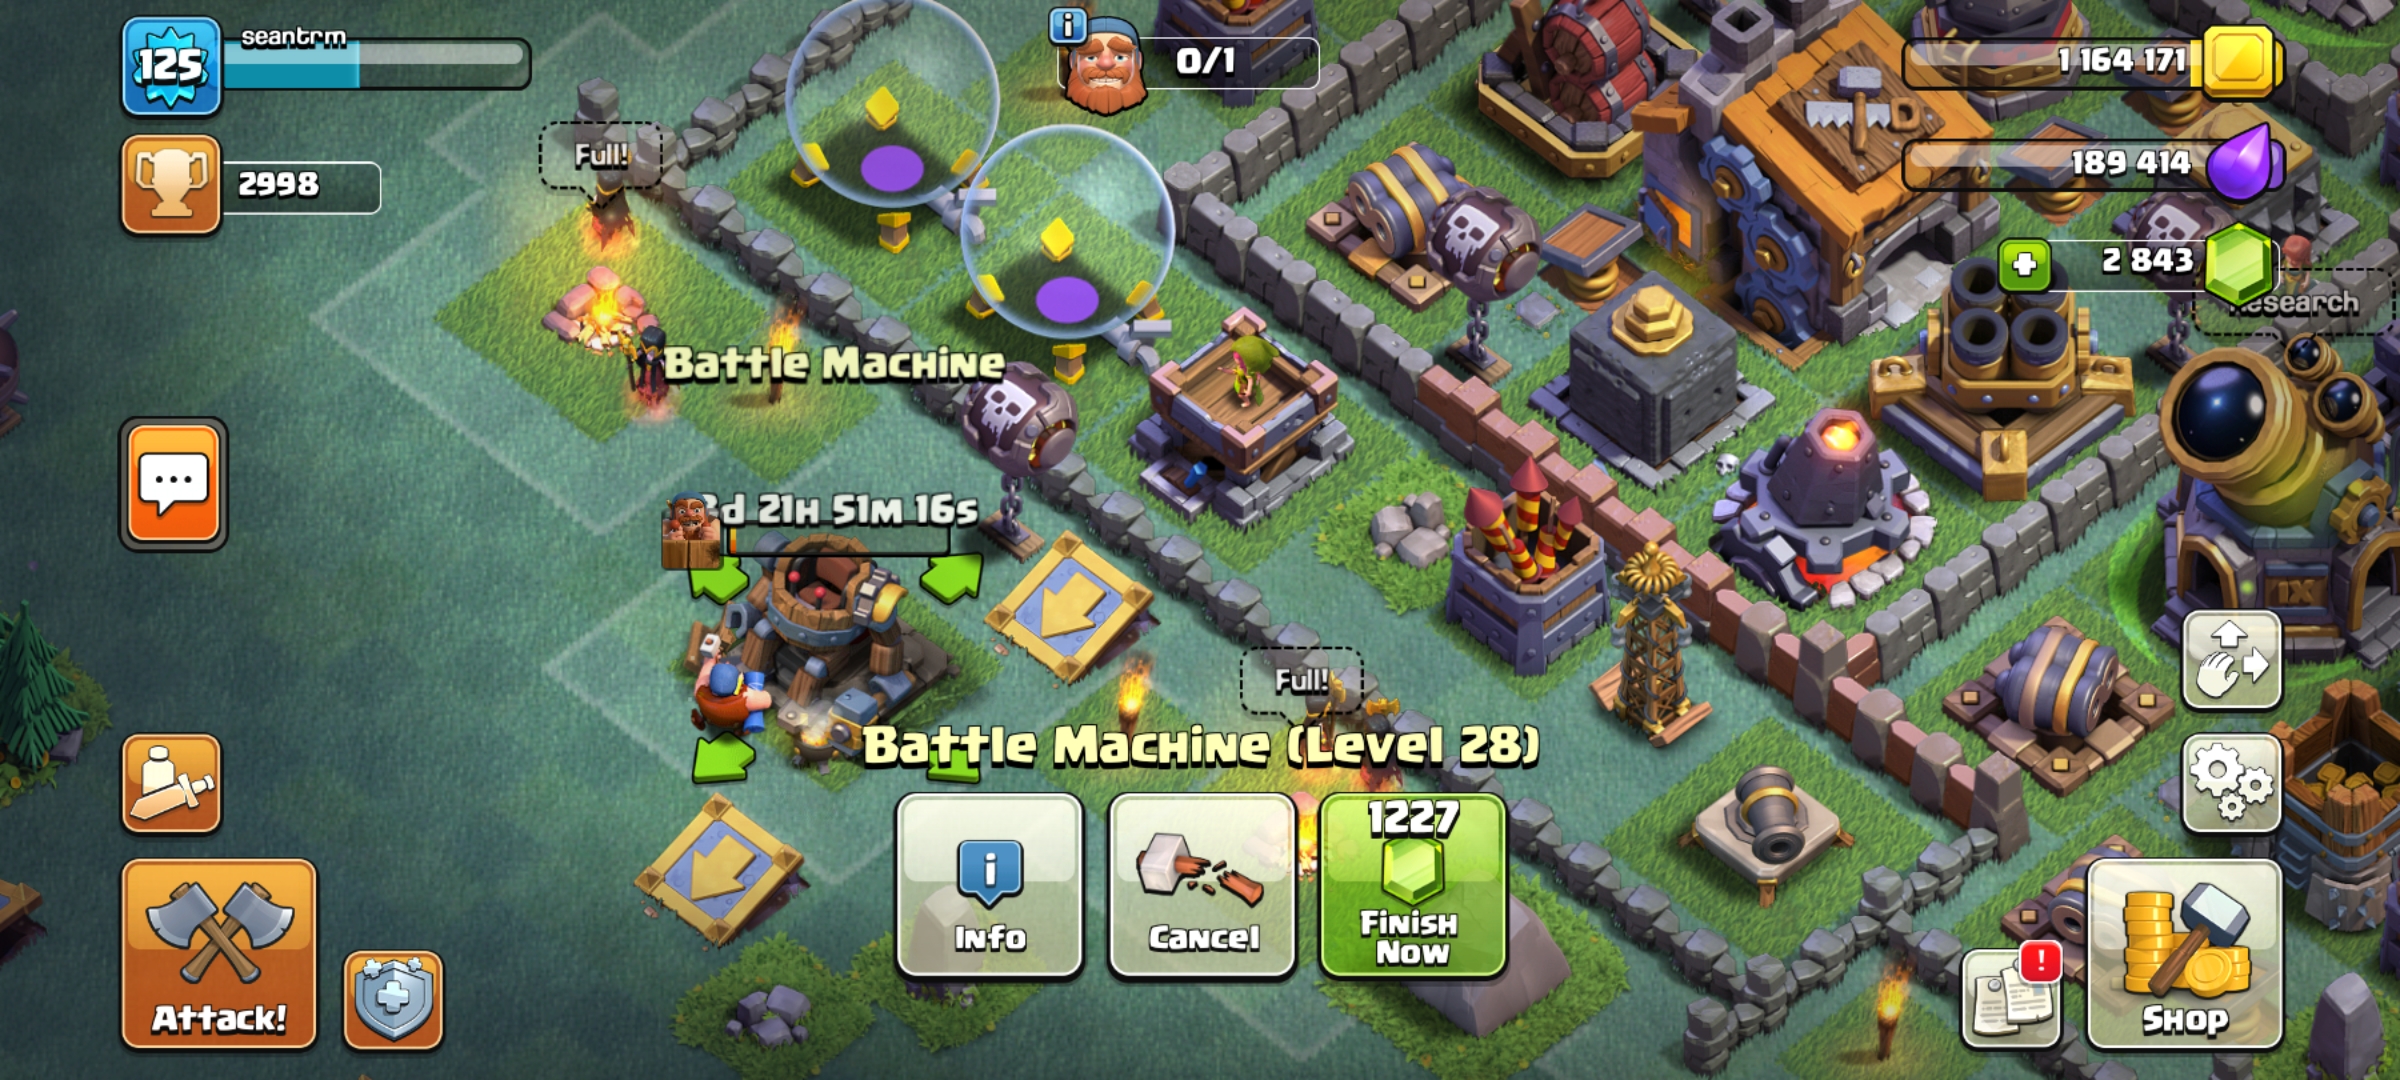 125
seantrm
0/1
1 164 171
Full!
189 414
2998
2 843
Battle Machine
21H 51M 16s
Full!
IX
Battle Machine (Level 28)
1227
Info
Cancel
Finish
Now
!
Attack!
Shop